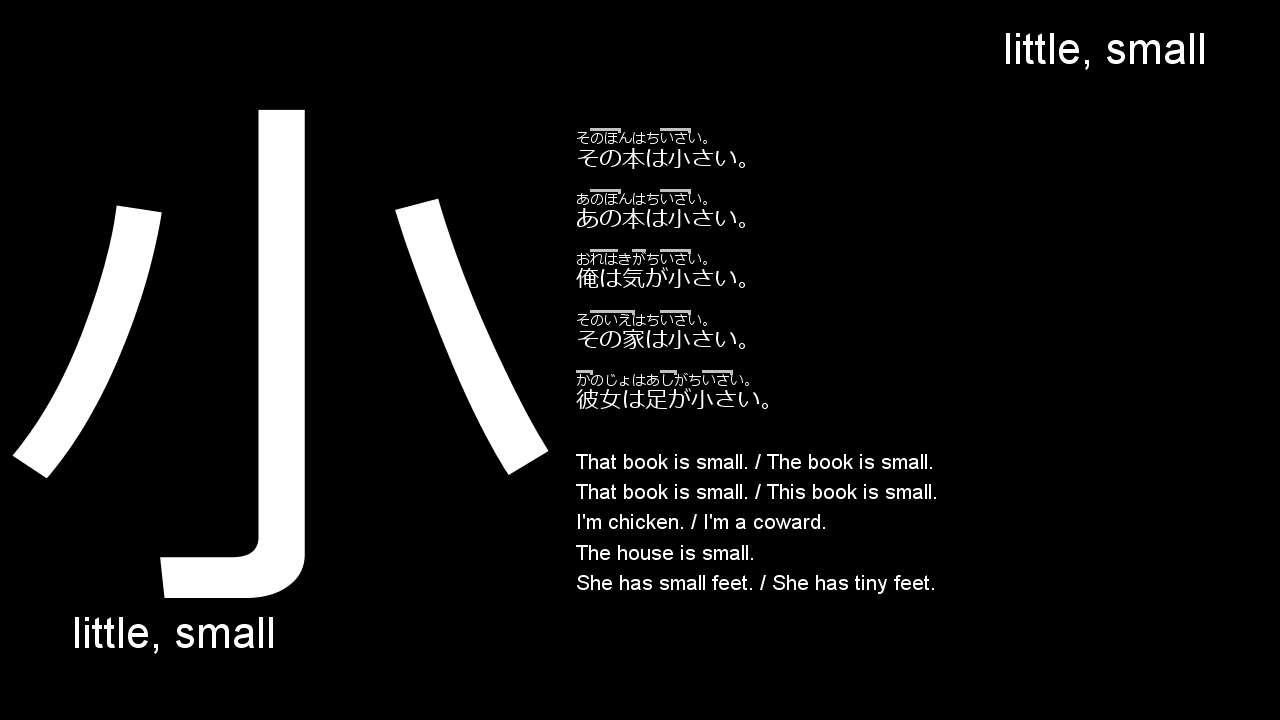 little, small
小
little, small
そのほんはちいさい。
その本は小さい。
あのほんはちいさい。
あの本は小さい。
おれはきがちいさい。
俺は気が小さい。
そのいえはちいさい。
その家は小さい。
かのじょはあしがちいさい。
彼女は足が小さい。
That book is small. / The book is small.
That book is small. / This book is small.
I'm chicken. / I'm a coward.
The house is small.
She has small feet. / She has tiny feet.